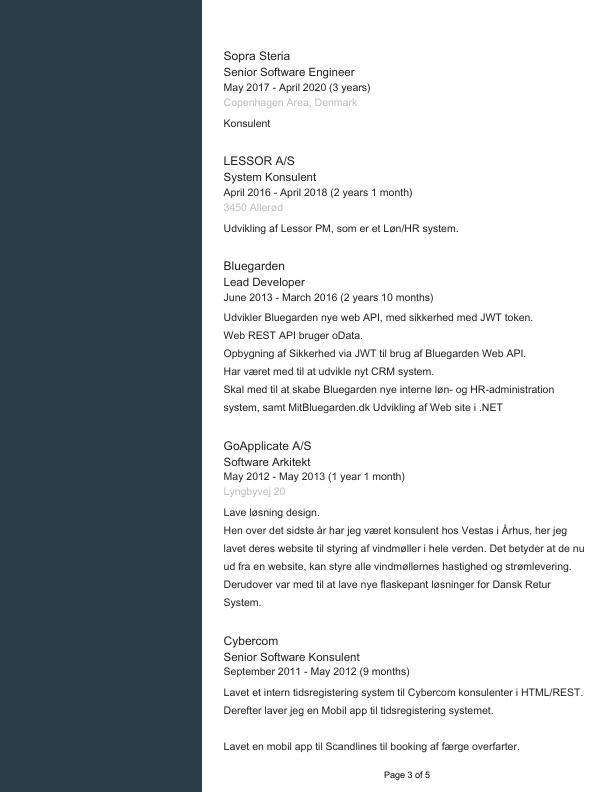 Sopra Steria
Senior Software Engineer
May 2017 - April 2020 (3 years)
Copenhagen Area, Denmark
Konsulent
LESSOR A/S
System Konsulent
April 2016 - April 2018 (2 years 1 month)
3450 Allerød
Udvikling af Lessor PM, som er et Løn/HR system.
Bluegarden
Lead Developer
June 2013 - March 2016 (2 years 10 months)
Udvikler Bluegarden nye web API, med sikkerhed med JWT token.
Web REST API bruger oData.
Opbygning af Sikkerhed via JWT til brug af Bluegarden Web API.
Har været med til at udvikle nyt CRM system.
Skal med til at skabe Bluegarden nye interne løn- og HR-administration
system, samt MitBluegarden.dk Udvikling af Web site i .NET
GoApplicate A/S
Software Arkitekt
May 2012 - May 2013 (1 year 1 month)
Lyngbyvej 20
Lave løsning design.
Hen over det sidste år har jeg været konsulent hos Vestas i Århus, her jeg
lavet deres website til styring af vindmøller i hele verden. Det betyder at de nu
ud fra en website, kan styre alle vindmøllernes hastighed og strømlevering.
Derudover var med til at lave nye flaskepant løsninger for Dansk Retur
System.
Cybercom
Senior Software Konsulent
September 2011 - May 2012 (9 months)
Lavet et intern tidsregistering system til Cybercom konsulenter i HTML/REST.
Derefter laver jeg en Mobil app til tidsregistering systemet.
Lavet en mobil app til Scandlines til booking af færge overfarter.
Page 3 of 5